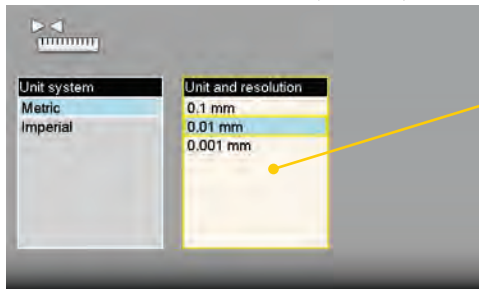 Unit system
Metric
Imperial
Unit and resolution
0.1 mm
0.01 mm
0.001 mm